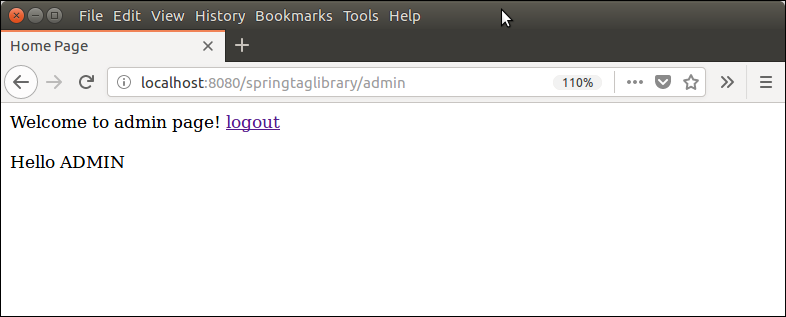 File Edit View History Bookmarks Tools Help
Home Page
localhost:8080/springtaglibrary/admin 110%
Welcome to admin page! logout
Hello ADMIN